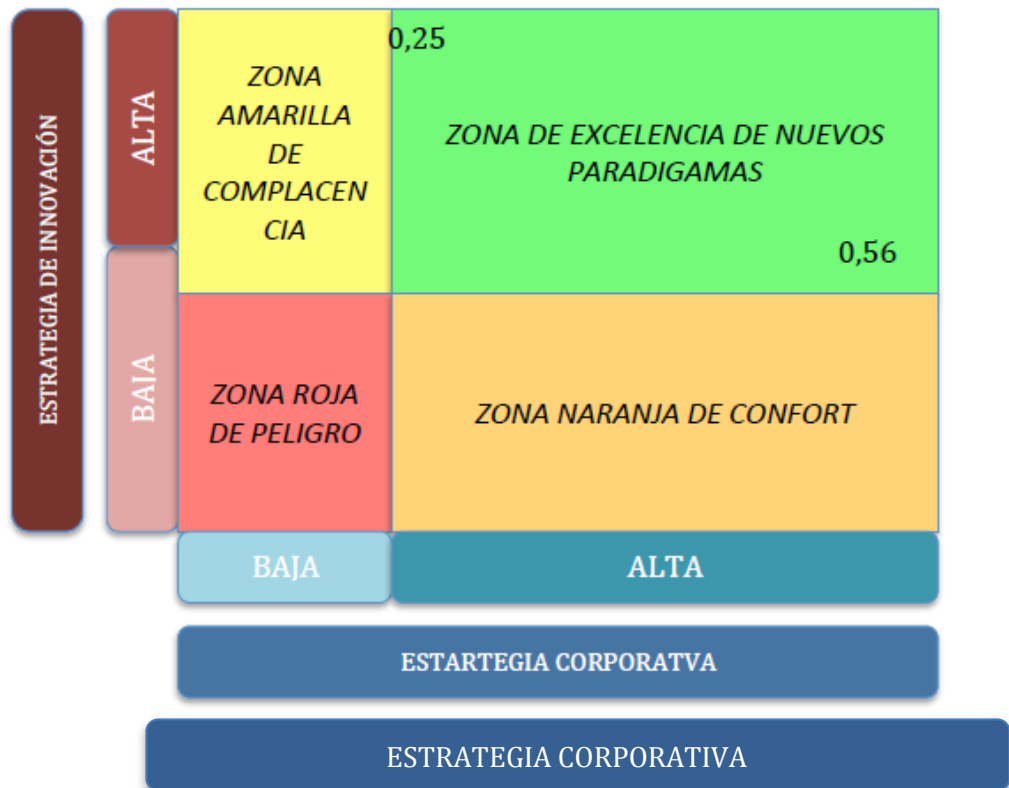 ESTRATEGIA DE INNOVACIÓN
ALTA
BAJA
ZONA
AMARILLA
DE
COMPLACEN
CIA
0,25
ZONA DE EXCELENCIA DE NUEVOS
PARADIGAMAS
0,56
ZONA ROJA
DE PELIGRO
ZONA NARANJA DE CONFORT
BAJA
ALTA
ESTARTEGIA CORPORATVA
ESTRATEGIA CORPORATIVA